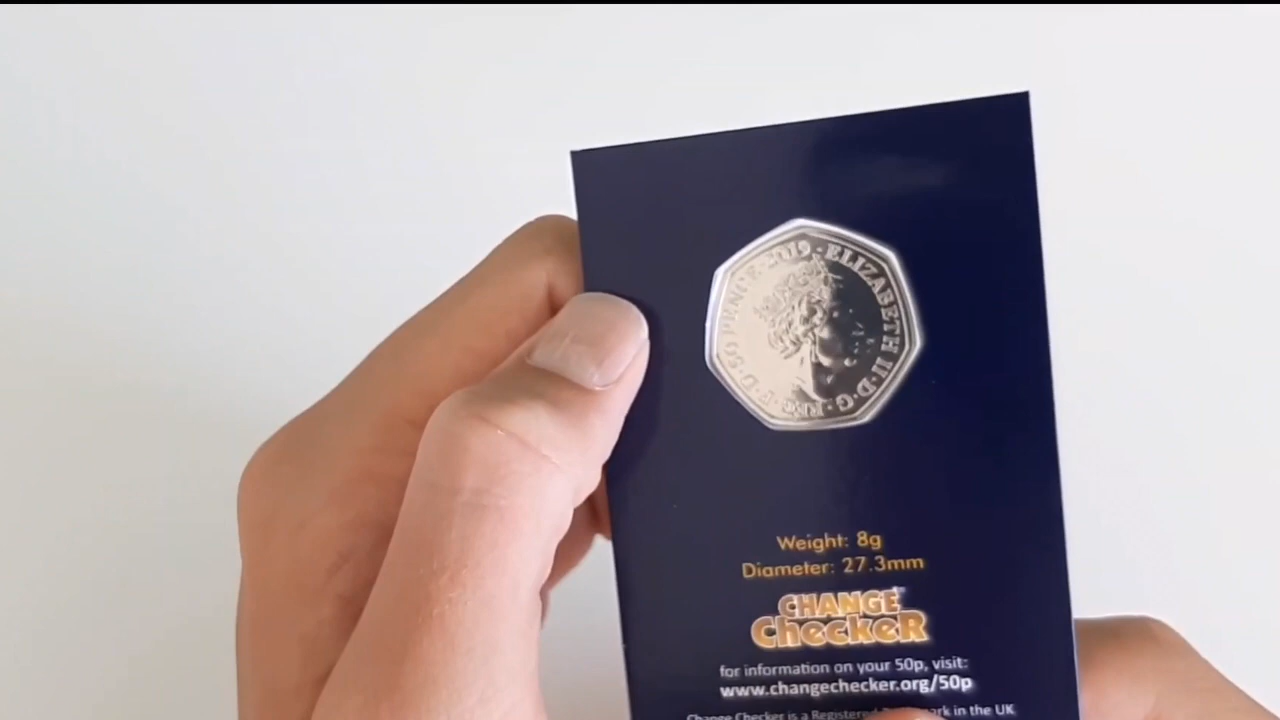 ELIZABETH II · D · G · REG · F · D · 50 PENCE · 2019 ·
Weight: 8g
Diameter: 27.3mm
CHANGE
CheckeR
for information on your 50p, visit:
www.changechecker.org/50p
Change Checker is a Registered in the UK